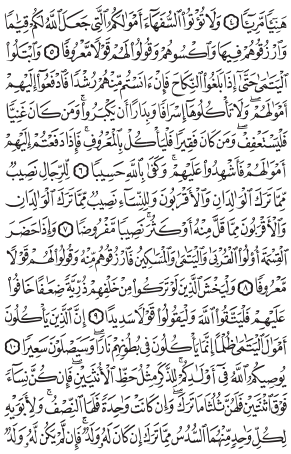 هَنِيٓـًٔا مَّرِيٓـًٔا ٤ وَلَا تُؤْتُوا۟ ٱلسُّفَهَآءَ أَمْوَٰلَكُمُ ٱلَّتِى جَعَلَ ٱللَّهُ لَكُمْ قِيَـٰمًا
وَٱرْزُقُوهُمْ فِيهَا وَٱكْسُوهُمْ وَقُولُوا۟ لَهُمْ قَوْلًا مَّعْرُوفًا ٥ وَٱبْتَلُوا۟
ٱلْيَتَـٰمَىٰ حَتَّىٰٓ إِذَا بَلَغُوا۟ ٱلنِّكَاحَ فَإِنْ ءَانَسْتُم مِّنْهُمْ رُشْدًا فَٱدْفَعُوٓا۟ إِلَيْهِمْ
أَمْوَٰلَهُمْ ۖ وَلَا تَأْكُلُوهَآ إِسْرَافًا وَبِدَارًا أَن يَكْبَرُوا۟ ۚ وَمَن كَانَ غَنِيًّا
فَلْيَسْتَعْفِفْ ۖ وَمَن كَانَ فَقِيرًا فَلْيَأْكُلْ بِٱلْمَعْرُوفِ ۚ فَإِذَا دَفَعْتُمْ إِلَيْهِمْ
أَمْوَٰلَهُمْ فَأَشْهِدُوا۟ عَلَيْهِمْ ۚ وَكَفَىٰ بِٱللَّهِ حَسِيبًا ٦ لِّلرِّجَالِ نَصِيبٌ
مِّمَّا تَرَكَ ٱلْوَٰلِدَانِ وَٱلْأَقْرَبُونَ وَلِلنِّسَآءِ نَصِيبٌ مِّمَّا تَرَكَ ٱلْوَٰلِدَانِ
وَٱلْأَقْرَبُونَ مِمَّا قَلَّ مِنْهُ أَوْ كَثُرَ ۚ نَصِيبًا مَّفْرُوضًا ٧ وَإِذَا حَضَرَ
ٱلْقِسْمَةَ أُو۟لُوا۟ ٱلْقُرْبَىٰ وَٱلْيَتَـٰمَىٰ وَٱلْمَسَـٰكِينُ فَٱرْزُقُوهُم مِّنْهُ وَقُولُوا۟ لَهُمْ قَوْلًا
مَّعْرُوفًا ٨ وَلْيَخْشَ ٱلَّذِينَ لَوْ تَرَكُوا۟ مِنْ خَلْفِهِمْ ذُرِّيَّةً ضِعَـٰفًا خَافُوا۟
عَلَيْهِمْ فَلْيَتَّقُوا۟ ٱللَّهَ وَلْيَقُولُوا۟ قَوْلًا سَدِيدًا ٩ إِنَّ ٱلَّذِينَ يَأْكُلُونَ
أَمْوَٰلَ ٱلْيَتَـٰمَىٰ ظُلْمًا إِنَّمَا يَأْكُلُونَ فِى بُطُونِهِمْ نَارًا ۖ وَسَيَصْلَوْنَ سَعِيرًا ١٠
يُوصِيكُمُ ٱللَّهُ فِىٓ أَوْلَـٰدِكُمْ ۖ لِلذَّكَرِ مِثْلُ حَظِّ ٱلْأُنثَيَيْنِ ۚ فَإِن كُنَّ نِسَآءً
فَوْقَ ٱثْنَتَيْنِ فَلَهُنَّ ثُلُثَا مَا تَرَكَ ۖ وَإِن كَانَتْ وَٰحِدَةً فَلَهَا ٱلنِّصْفُ ۚ وَلِأَبَوَيْهِ
لِكُلِّ وَٰحِدٍ مِّنْهُمَا ٱلسُّدُسُ مِمَّا تَرَكَ إِن كَانَ لَهُۥ وَلَدٌ ۚ فَإِن لَّمْ يَكُن لَّهُۥ وَلَدٌ